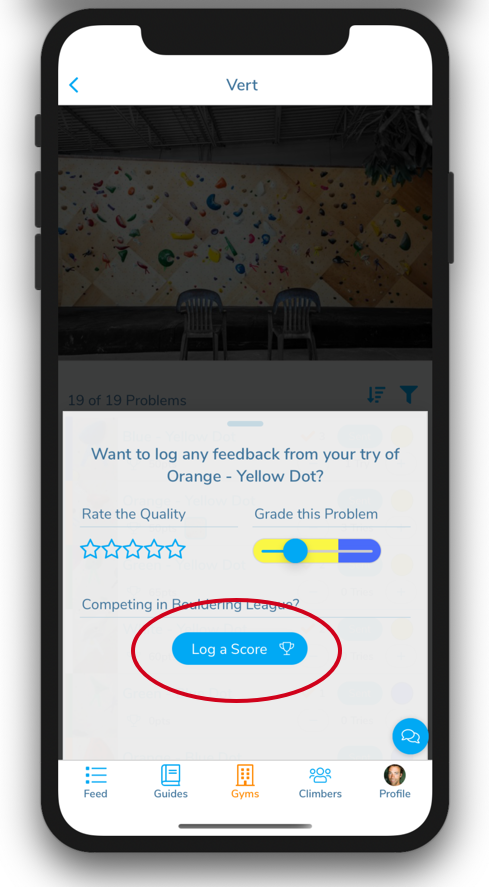 Vert
19 of 19 Problems
Want to log any feedback from your try of
Orange - Yellow Dot?
Rate the Quality
Grade this Problem
Competing in Bouldering League?
Log a Score
Feed
Guides
Gyms
Climbers
Profile